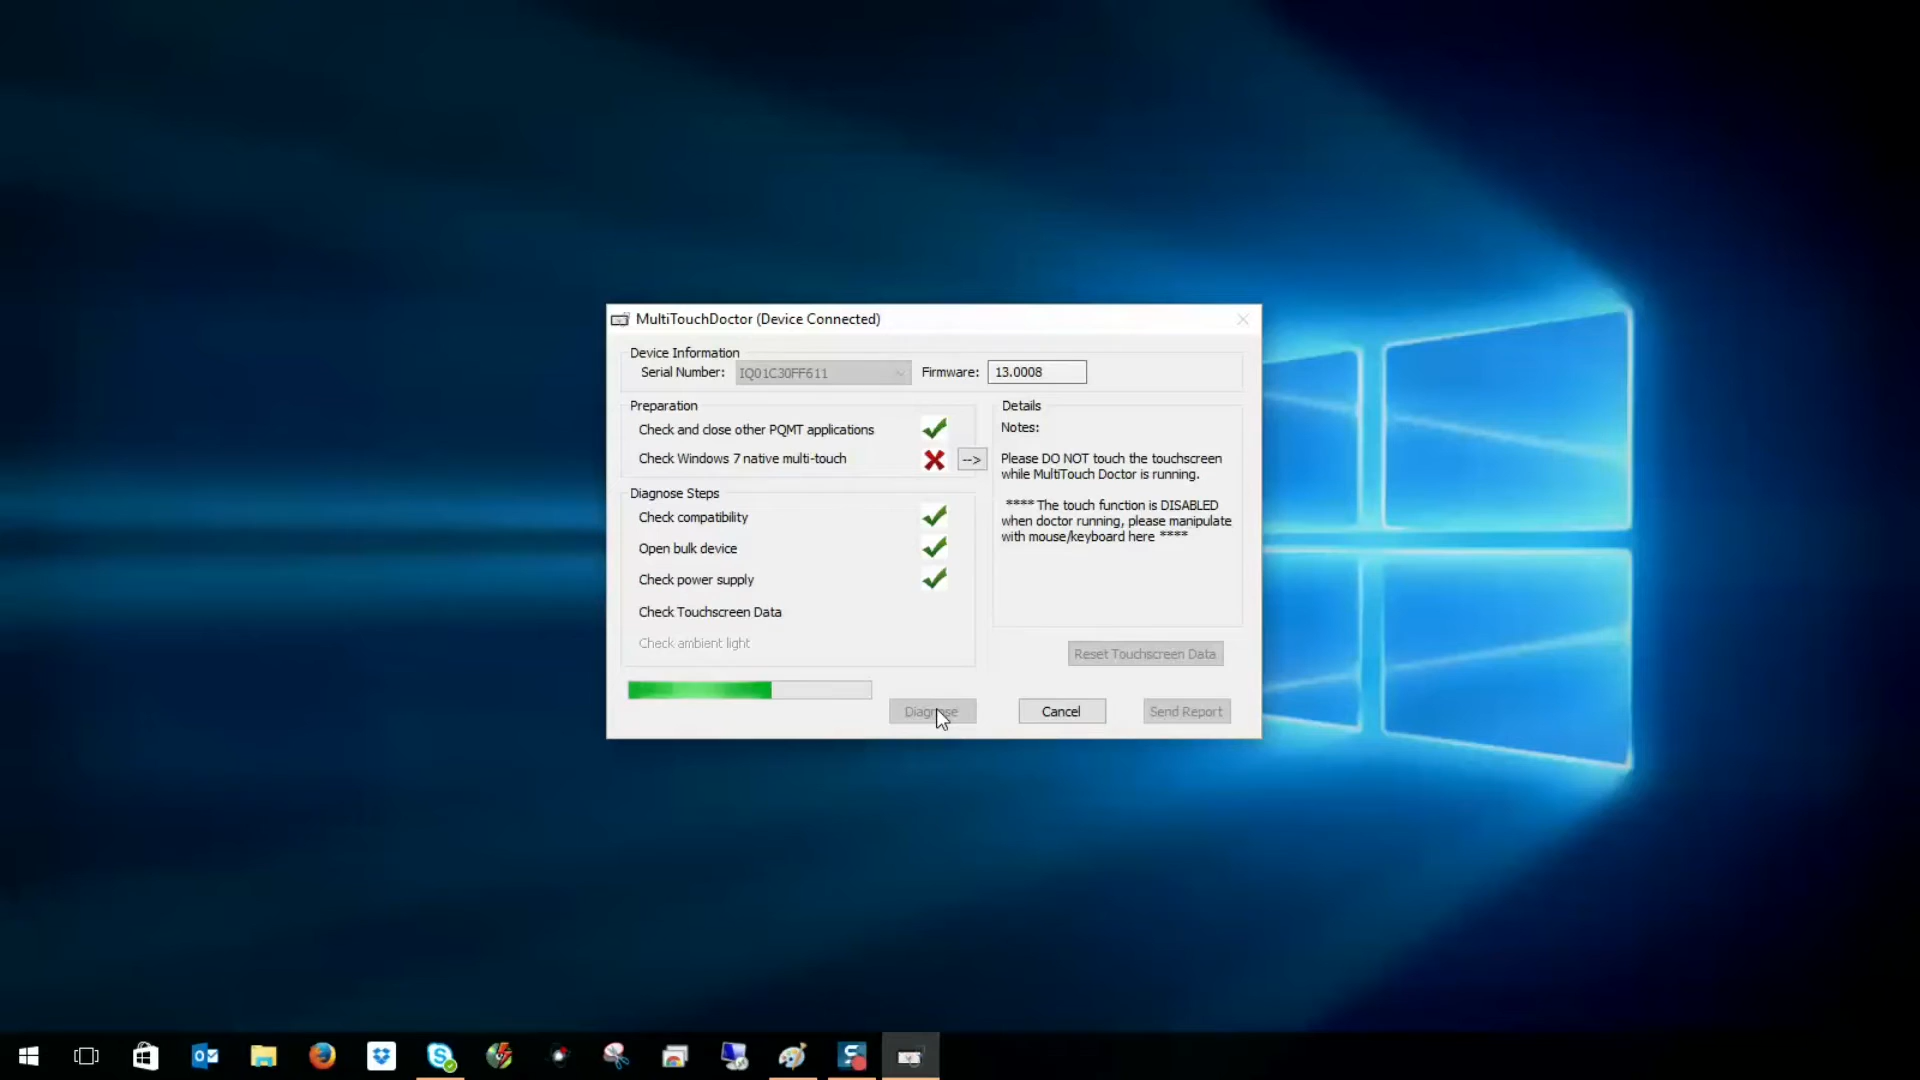 MultiTouchDoctor (Device Connected)
Device Information
Serial Number: IQ01C30FF611 Firmware: 13.0008
Preparation
Check and close other PQMT applications
Check Windows 7 native multi-touch -->
Diagnose Steps
Check compatibility
Open bulk device
Check power supply
Check Touchscreen Data
Check ambient light
Details
Notes:
Please DO NOT touch the touchscreen
while MultiTouch Doctor is running.
**** The touch function is DISABLED
when doctor running, please manipulate
with mouse/keyboard here ****
Reset Touchscreen Data
Diagnose Cancel Send Report